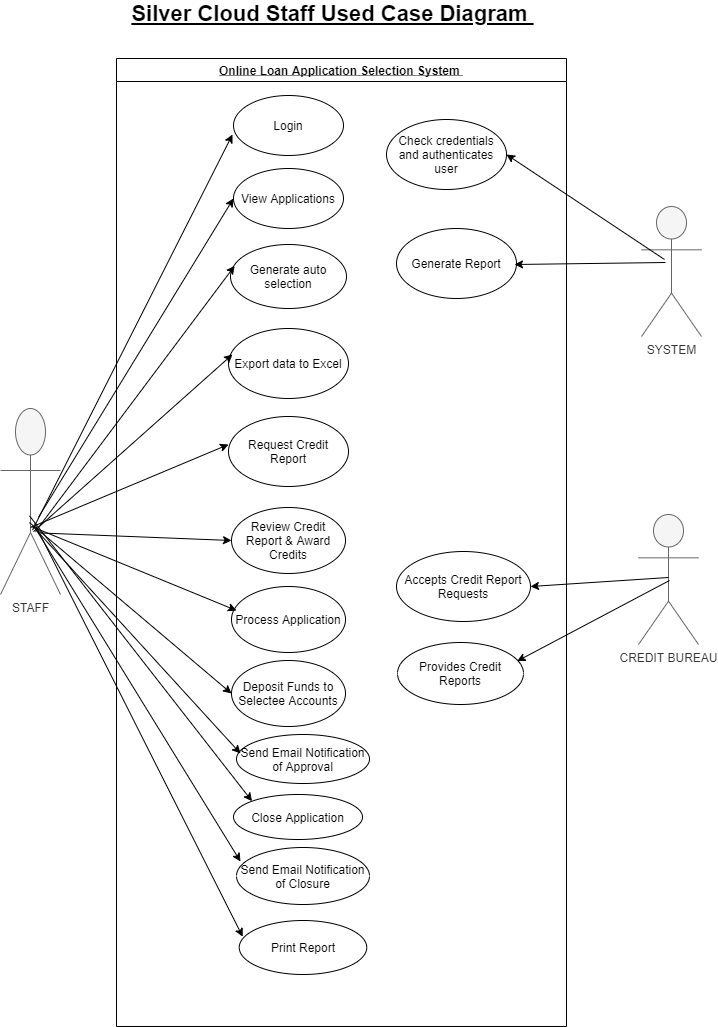 Silver Cloud Staff Used Case Diagram
Online Loan Application Selection System
Login
View Applications
Generate auto
selection
Export data to Excel
Request Credit
Report
Review Credit
Report & Award
Credits
Process Application
Deposit Funds to
Selectee Accounts
Send Email Notification
of Approval
Close Application
Send Email Notification
of Closure
Print Report
Check credentials
and authenticates
user
Generate Report
Accepts Credit Report
Requests
Provides Credit
Reports
STAFF
SYSTEM
CREDIT BUREAU